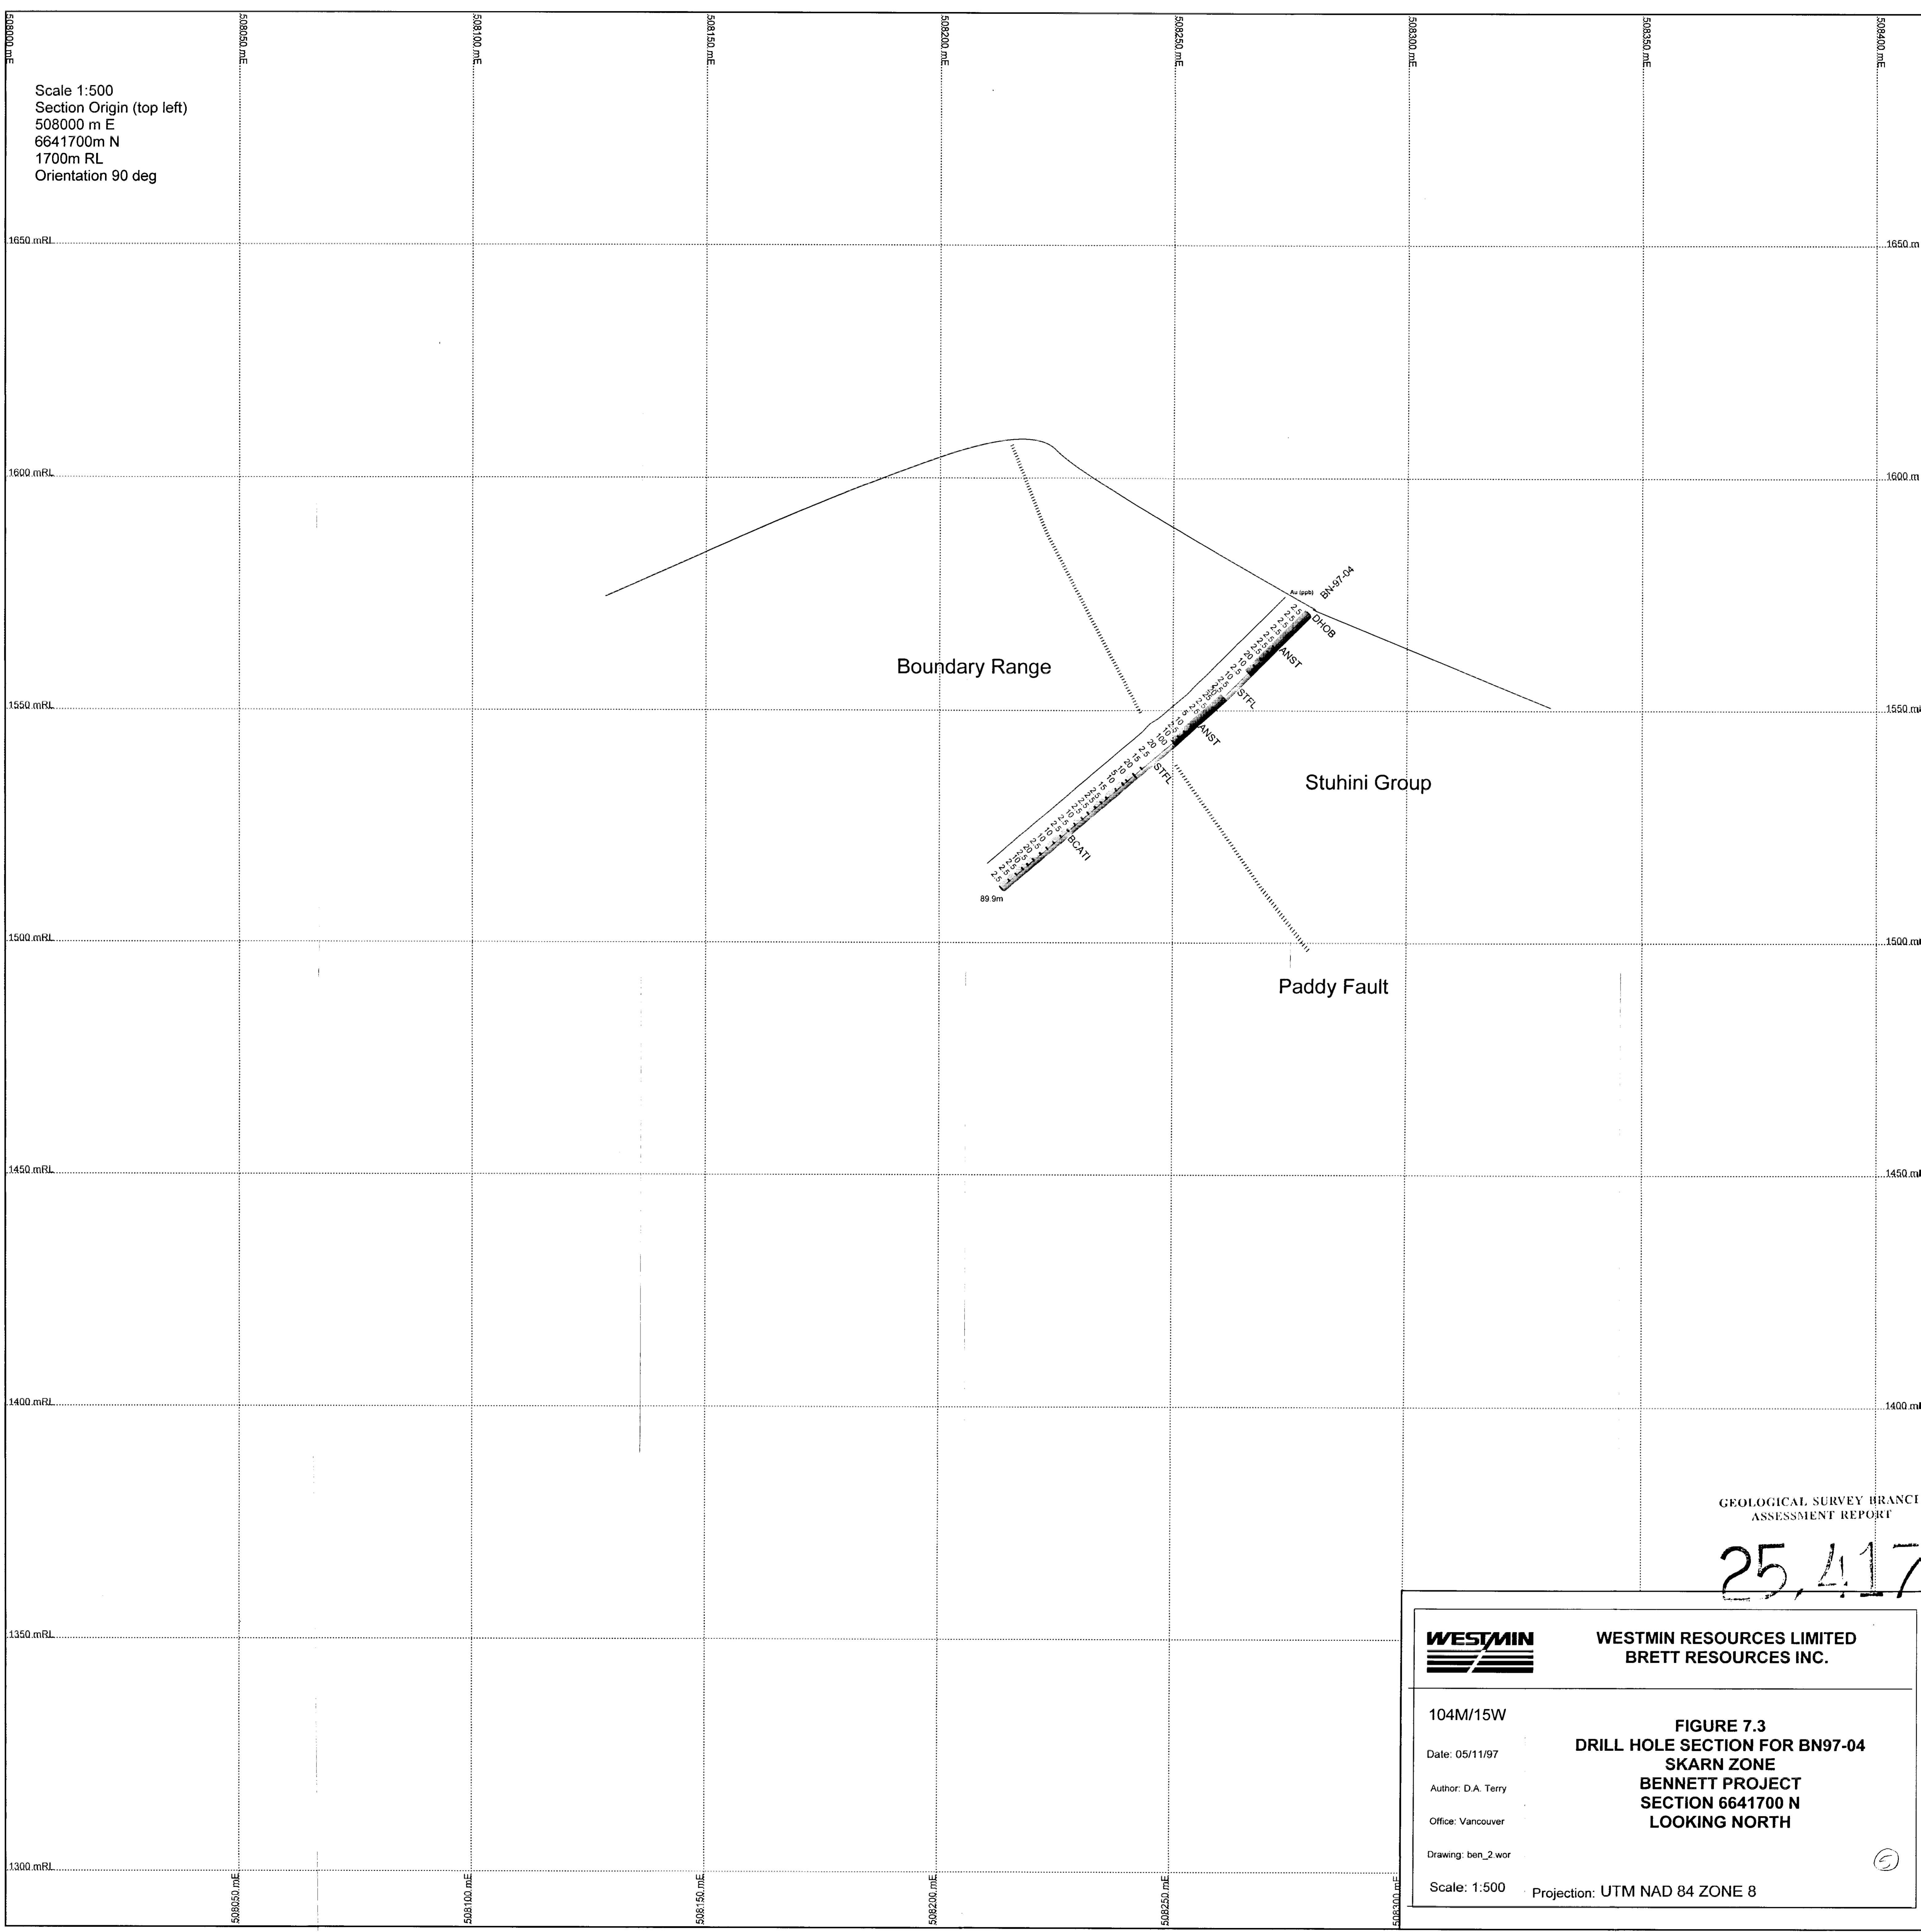 508000 mE
508050 mE
508100 mE
508150 mE
508200 mE
508250 mE
508300 mE
508350 mE
508400 mE
Scale 1:500
Section Origin (top left)
508000 m E
6641700m N
1700m RL
Orientation 90 deg
1650 mRL
1650 m
1600 mRL
1600 m
Au (ppb)
BN-97-04
DHOB
ANST
STFL
ANST
STFL
BCATI
89.9m
Boundary Range
1550 mRL
1550 m
Stuhini Group
1500 mRL
1500 m
Paddy Fault
1450 mRL
1450 m
1400 mRL
1400 m
GEOLOGICAL SURVEY BRANCH
ASSESSMENT REPORT
25,417
1350 mRL
WESTMIN
WESTMIN RESOURCES LIMITED
BRETT RESOURCES INC.
104M/15W
Date: 05/11/97
Author: D.A. Terry
Office: Vancouver
Drawing: ben_2.wor
Scale: 1:500
FIGURE 7.3
DRILL HOLE SECTION FOR BN97-04
SKARN ZONE
BENNETT PROJECT
SECTION 6641700 N
LOOKING NORTH
Projection: UTM NAD 84 ZONE 8
1300 mRL
508050 mE
508100 mE
508150 mE
508200 mE
508250 mE
508300 mE